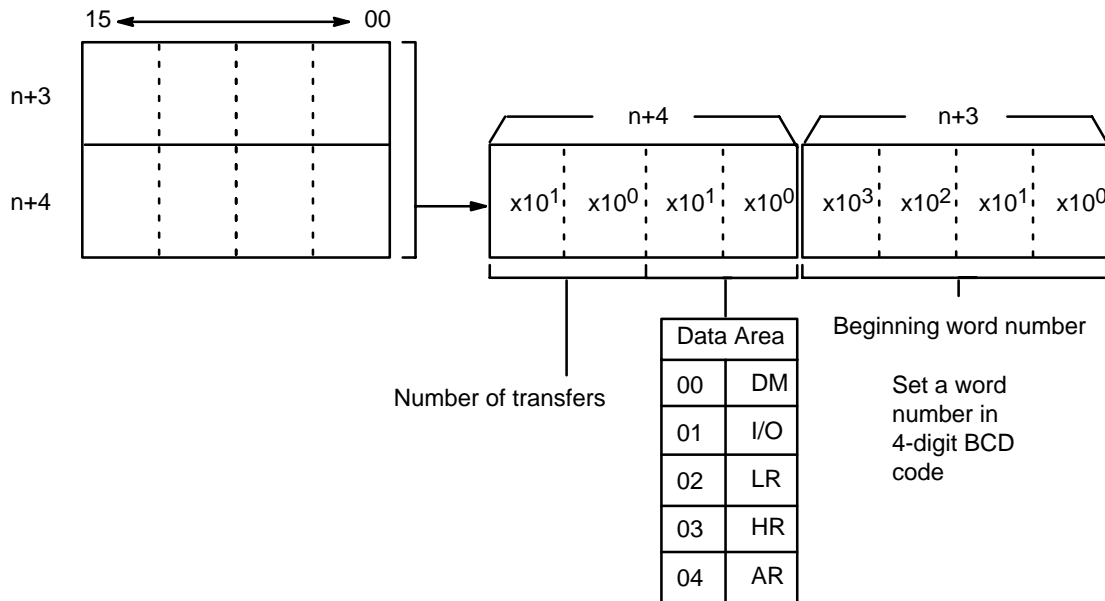 15 00
n+3
n+4
n+4 n+3
x10¹ x10⁰ x10¹ x10⁰ x10³ x10² x10¹ x10⁰
Number of transfers
Data Area
00 DM
01 I/O
02 LR
03 HR
04 AR
Beginning word number
Set a word
number in
4-digit BCD
code